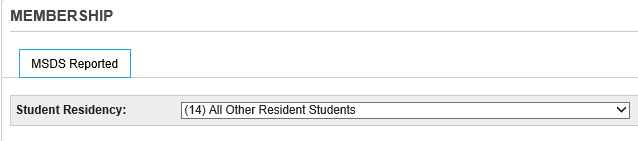 MEMBERSHIP
MSDS Reported
Student Residency: (14) All Other Resident Students